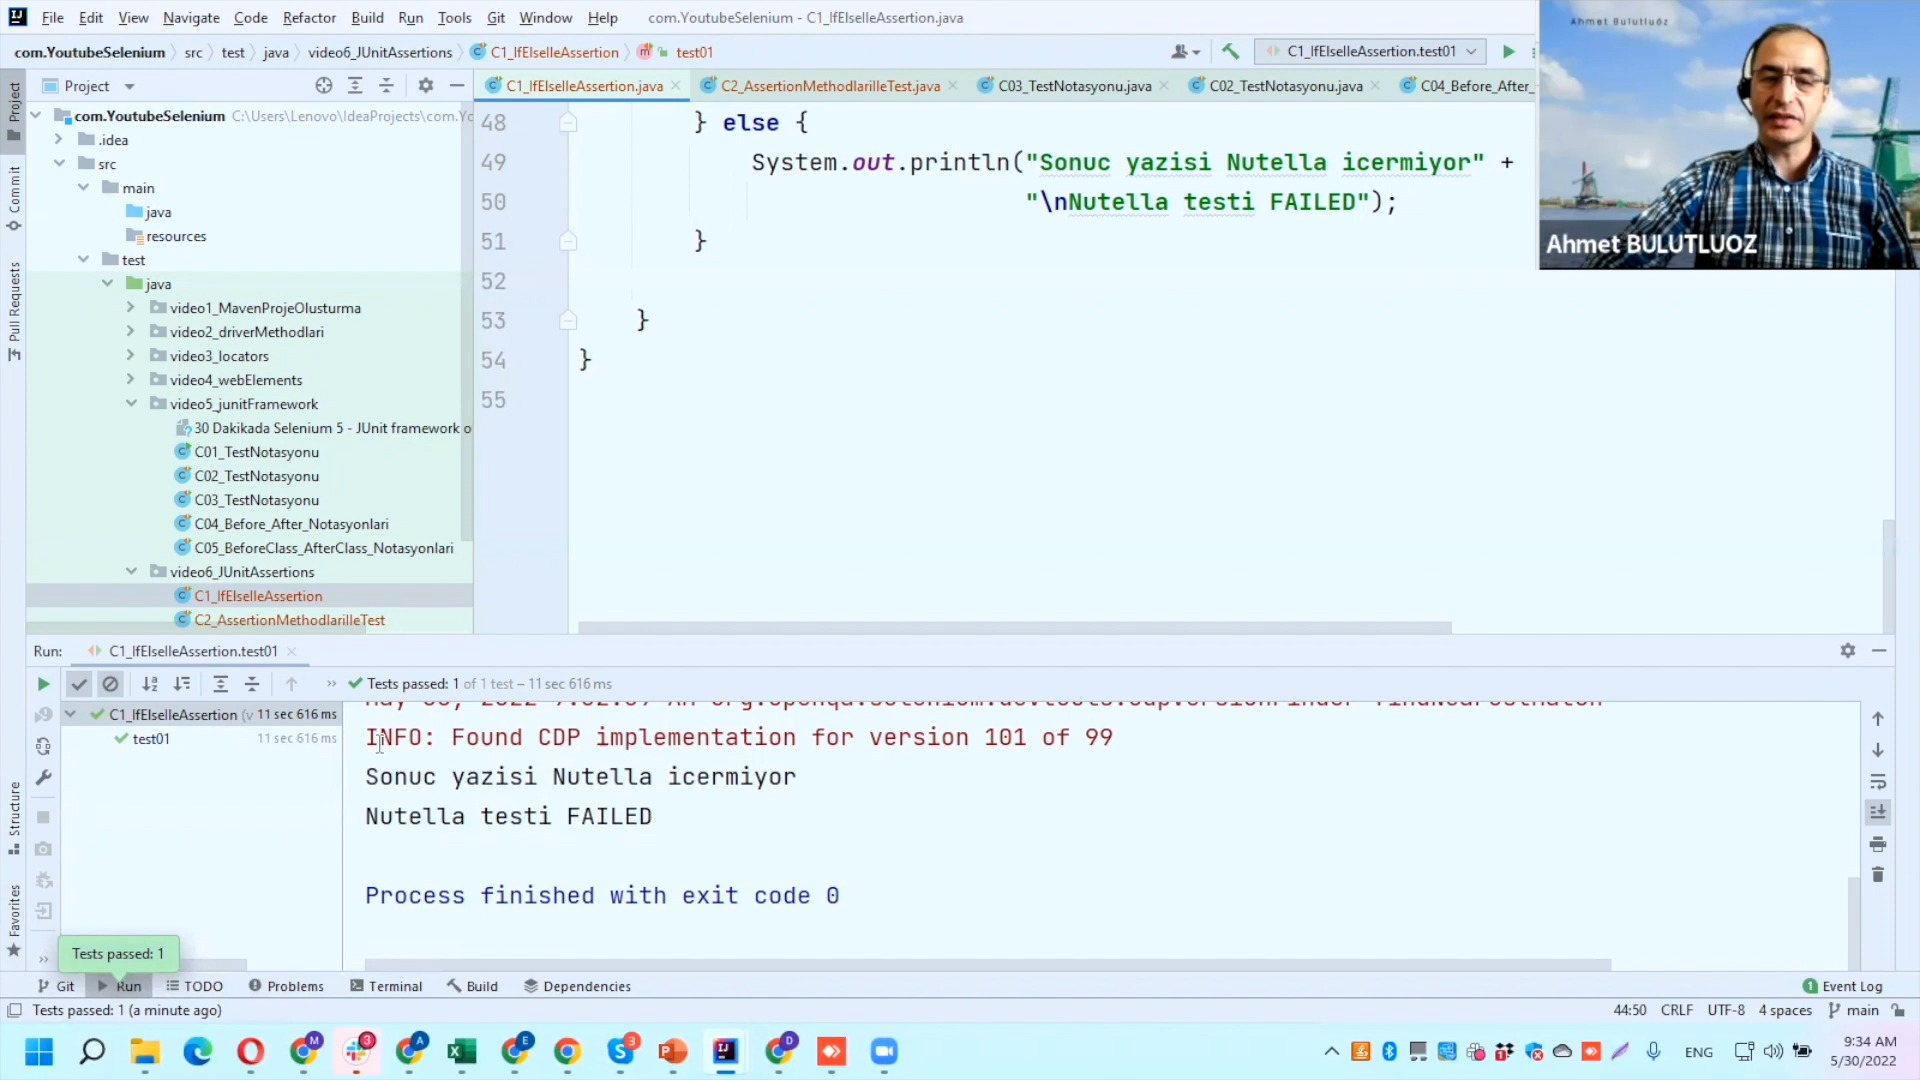 File Edit View Navigate Code Refactor Build Run Tools Git Window Help com.YoutubeSelenium - C1_IfElselleAssertion.java
com.YoutubeSelenium src test java video6_JUnitAssertions C1_IfElselleAssertion test01 C1_IfElselleAssertion.test01
Ahmet Bulutluöz
Project
C1_IfElselleAssertion.java C2_AssertionMethodlarilleTest.java C03_TestNotasyonu.java C02_TestNotasyonu.java C04_Before_After_
Project
Commit
Pull Requests
Structure
Favorites
com.YoutubeSelenium C:\Users\Lenovo\IdeaProjects\com.Yo
.idea
src
main
java
resources
test
java
video1_MavenProjeOlusturma
video2_driverMethodlari
video3_locators
video4_webElements
video5_junitFramework
30 Dakikada Selenium 5 - JUnit framework o
C01_TestNotasyonu
C02_TestNotasyonu
C03_TestNotasyonu
C04_Before_After_Notasyonlari
C05_BeforeClass_AfterClass_Notasyonlari
video6_JUnitAssertions
C1_IfElselleAssertion
C2_AssertionMethodlarilleTest
48 } else {
49 System.out.println("Sonuc yazisi Nutella icermiyor" +
50 "\nNutella testi FAILED");
51 }
52
53 }
54 }
55
Ahmet BULUTLUOZ
Run: C1_IfElselleAssertion.test01
Tests passed: 1 of 1 test – 11 sec 616 ms
C1_IfElselleAssertion (v 11 sec 616 ms
test01 11 sec 616 ms
INFO: Found CDP implementation for version 101 of 99
Sonuc yazisi Nutella icermiyor
Nutella testi FAILED
Process finished with exit code 0
Tests passed: 1
Git Run TODO Problems Terminal Build Dependencies 1 Event Log
Tests passed: 1 (a minute ago) 44:50 CRLF UTF-8 4 spaces main
M 3 A E 3 D
ENG
9:34 AM
5/30/2022